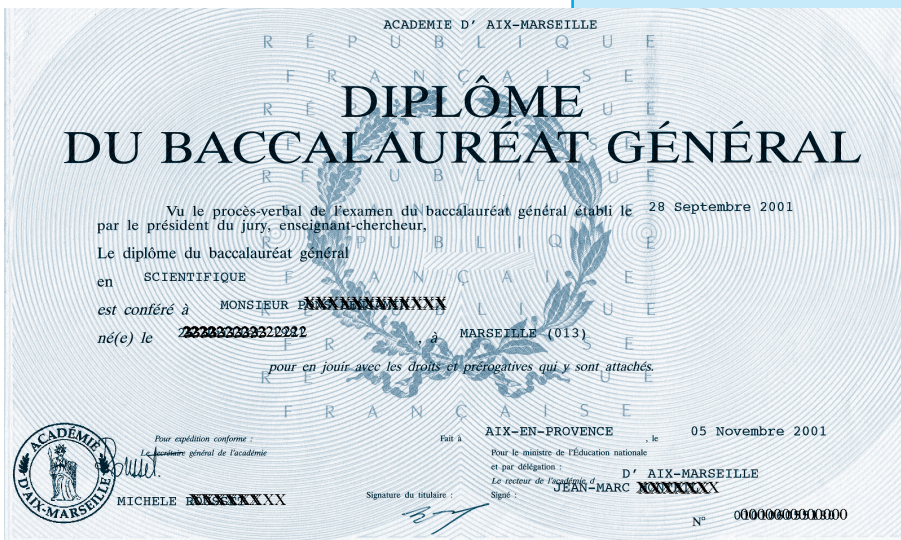 ACADEMIE D' AIX-MARSEILLE
RÉPUBLIQUE
FRANÇAISE
DIPLÔME
DU BACCALAURÉAT GÉNÉRAL
Vu le procès-verbal de l'examen du baccalauréat général établi le 28 Septembre 2001
par le président du jury, enseignant-chercheur,
Le diplôme du baccalauréat général
en SCIENTIFIQUE
est conféré à MONSIEUR
né(e) le , à MARSEILLE (013)
pour en jouir avec les droits et prérogatives qui y sont attachés.
Fait à AIX-EN-PROVENCE , le 05 Novembre 2001
Pour expédition conforme :
Le secrétaire général de l'académie
MICHELE
ACADÉMIE D'AIX-MARSEILLE
Signature du titulaire :
Pour le ministre de l'Éducation nationale
et par délégation :
Le recteur de l'académie d D' AIX-MARSEILLE
Signé : JEAN-MARC
N°